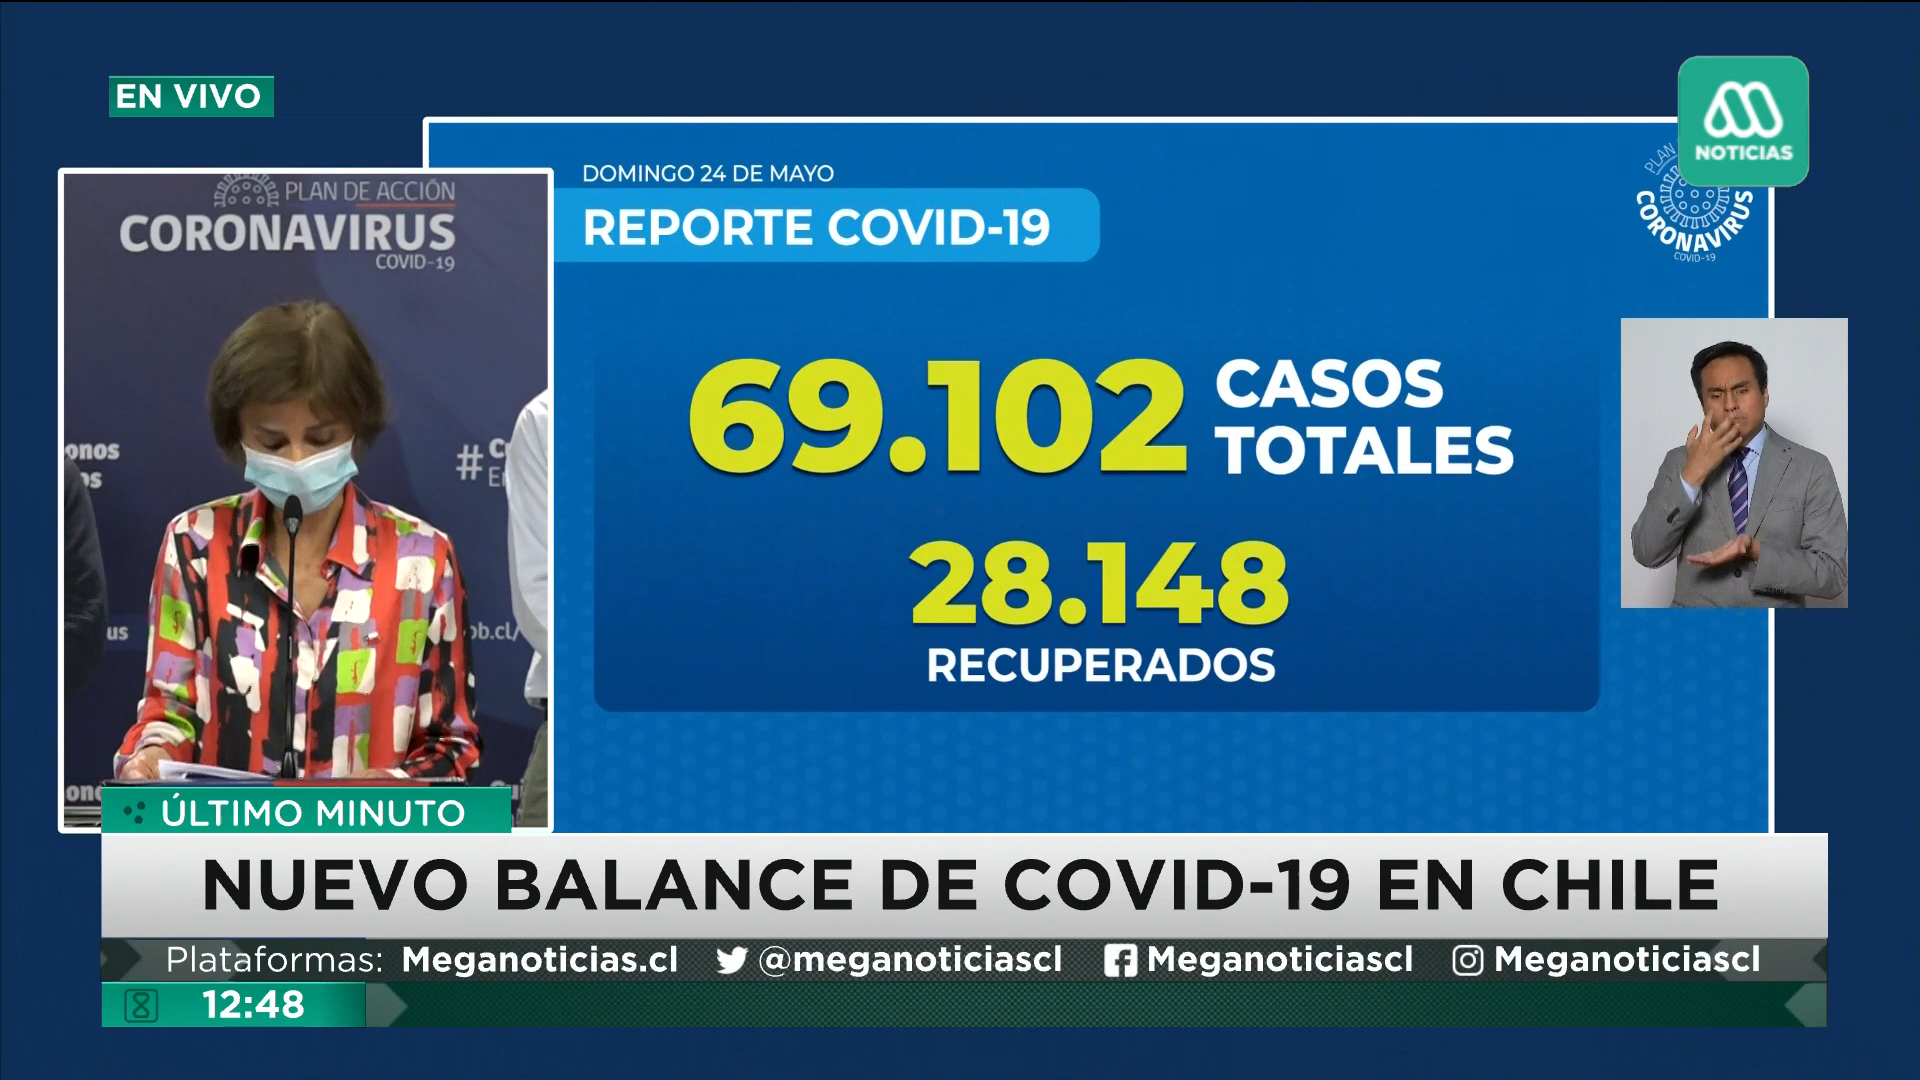 EN VIVO
NOTICIAS
DOMINGO 24 DE MAYO
REPORTE COVID-19
PLAN
CORONAVIRUS
COVID-19
PLAN DE ACCIÓN
CORONAVIRUS
COVID-19
69.102 CASOS TOTALES
28.148
RECUPERADOS
#
ÚLTIMO MINUTO
NUEVO BALANCE DE COVID-19 EN CHILE
Plataformas: Meganoticias.cl @meganoticiascl Meganoticiascl Meganoticiascl
12:48